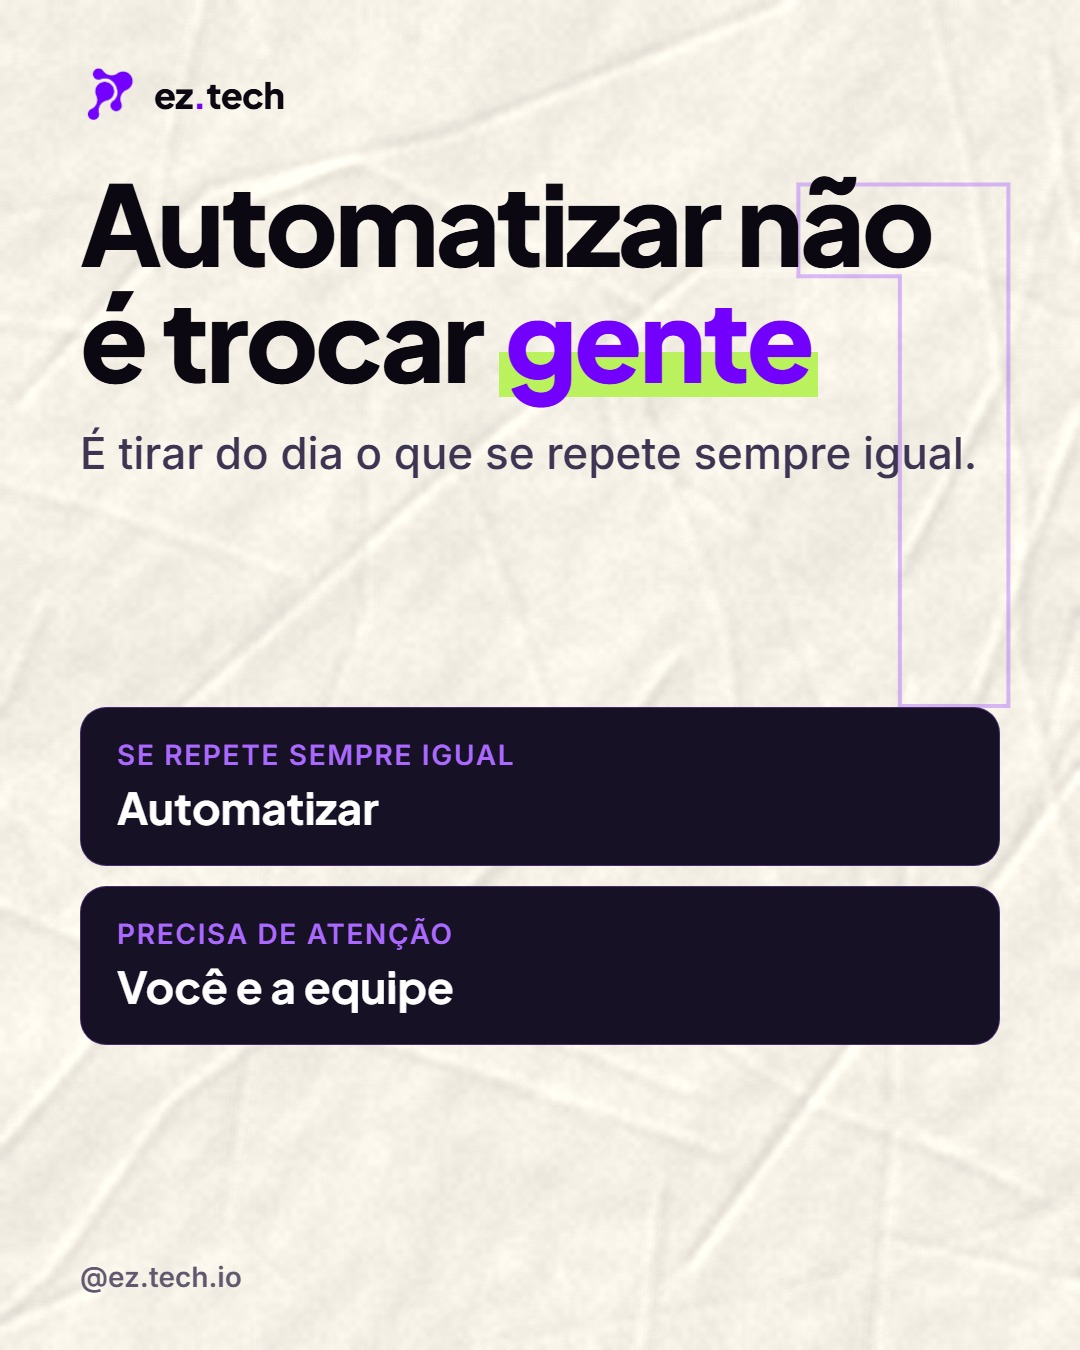 ez.tech
Automatizar não
é trocar gente
É tirar do dia o que se repete sempre igual.
SE REPETE SEMPRE IGUAL
Automatizar
PRECISA DE ATENÇÃO
Você e a equipe
@ez.tech.io